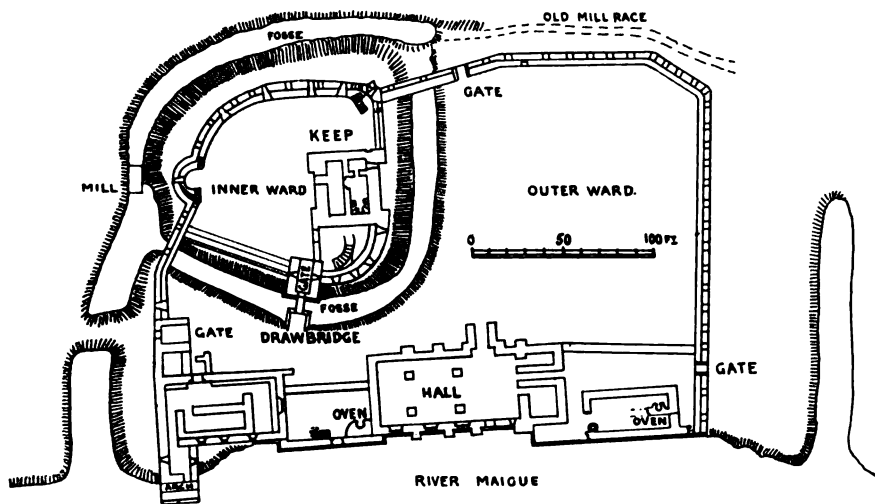 OLD MILL RACE
FOSSE
GATE
KEEP
MILL
INNER WARD
OUTER WARD.
0 50 100 FT
GATE
FOSSE
GATE
DRAWBRIDGE
GATE
HALL
OVEN
OVEN
ARCH
RIVER MAIGUE